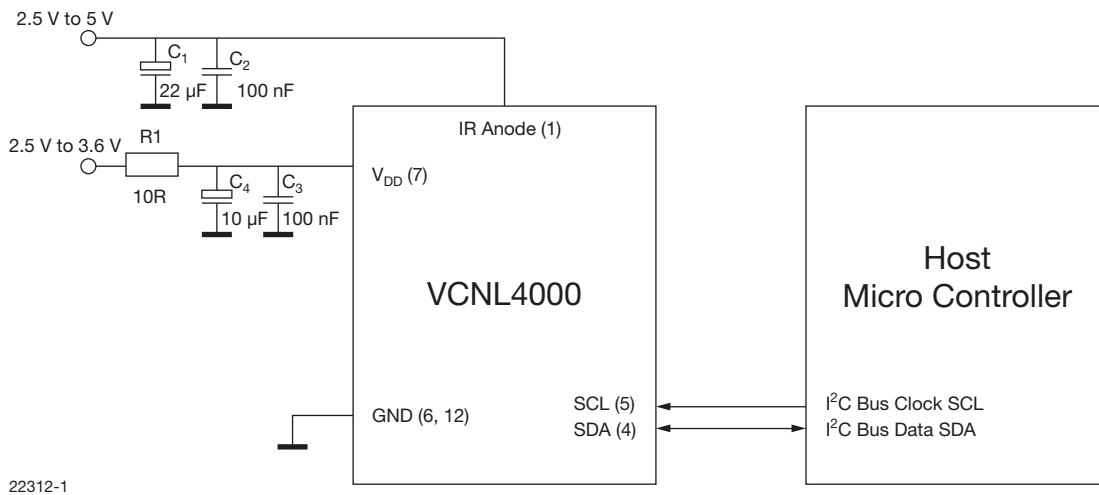 2.5 V to 5 V
C1
C2
22 µF
100 nF
IR Anode (1)
R1
2.5 V to 3.6 V
10R
C4
C3
10 µF
100 nF
VDD (7)
VCNL4000
Host
Micro Controller
GND (6, 12)
SCL (5)
SDA (4)
I²C Bus Clock SCL
I²C Bus Data SDA
22312-1